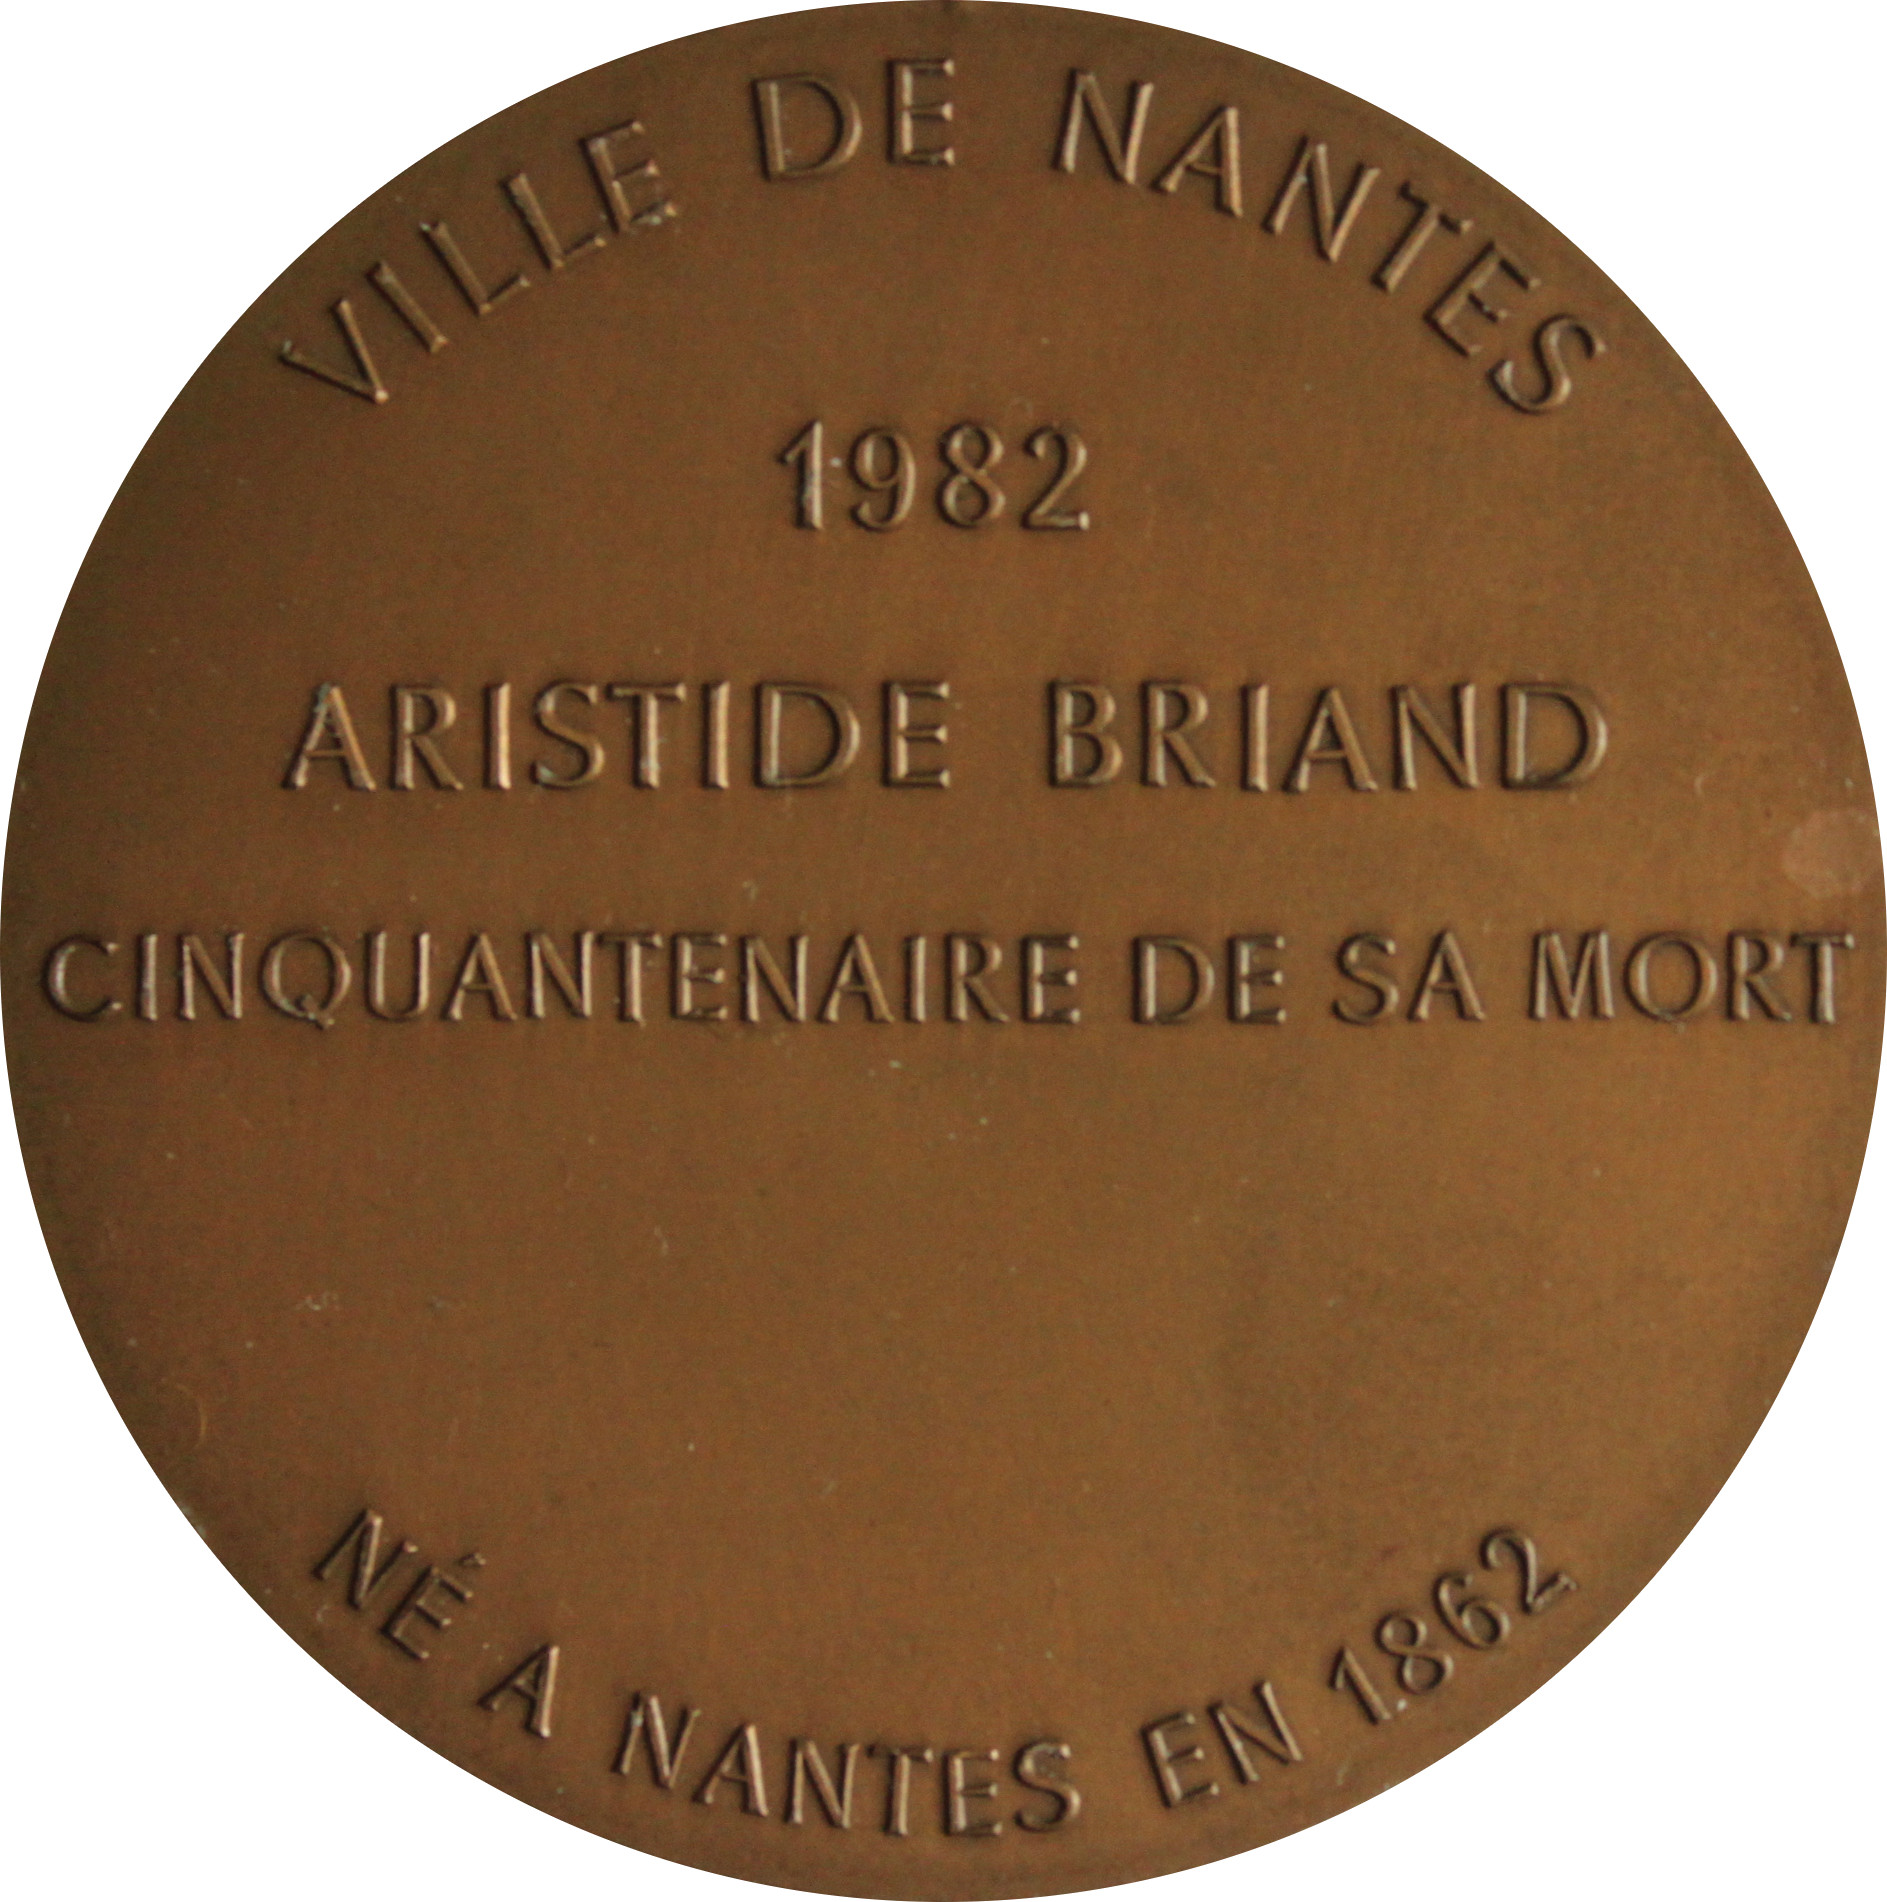 VILLE DE NANTES
1982
ARISTIDE BRIAND
CINQUANTENAIRE DE SA MORT
NÉ A NANTES EN 1862